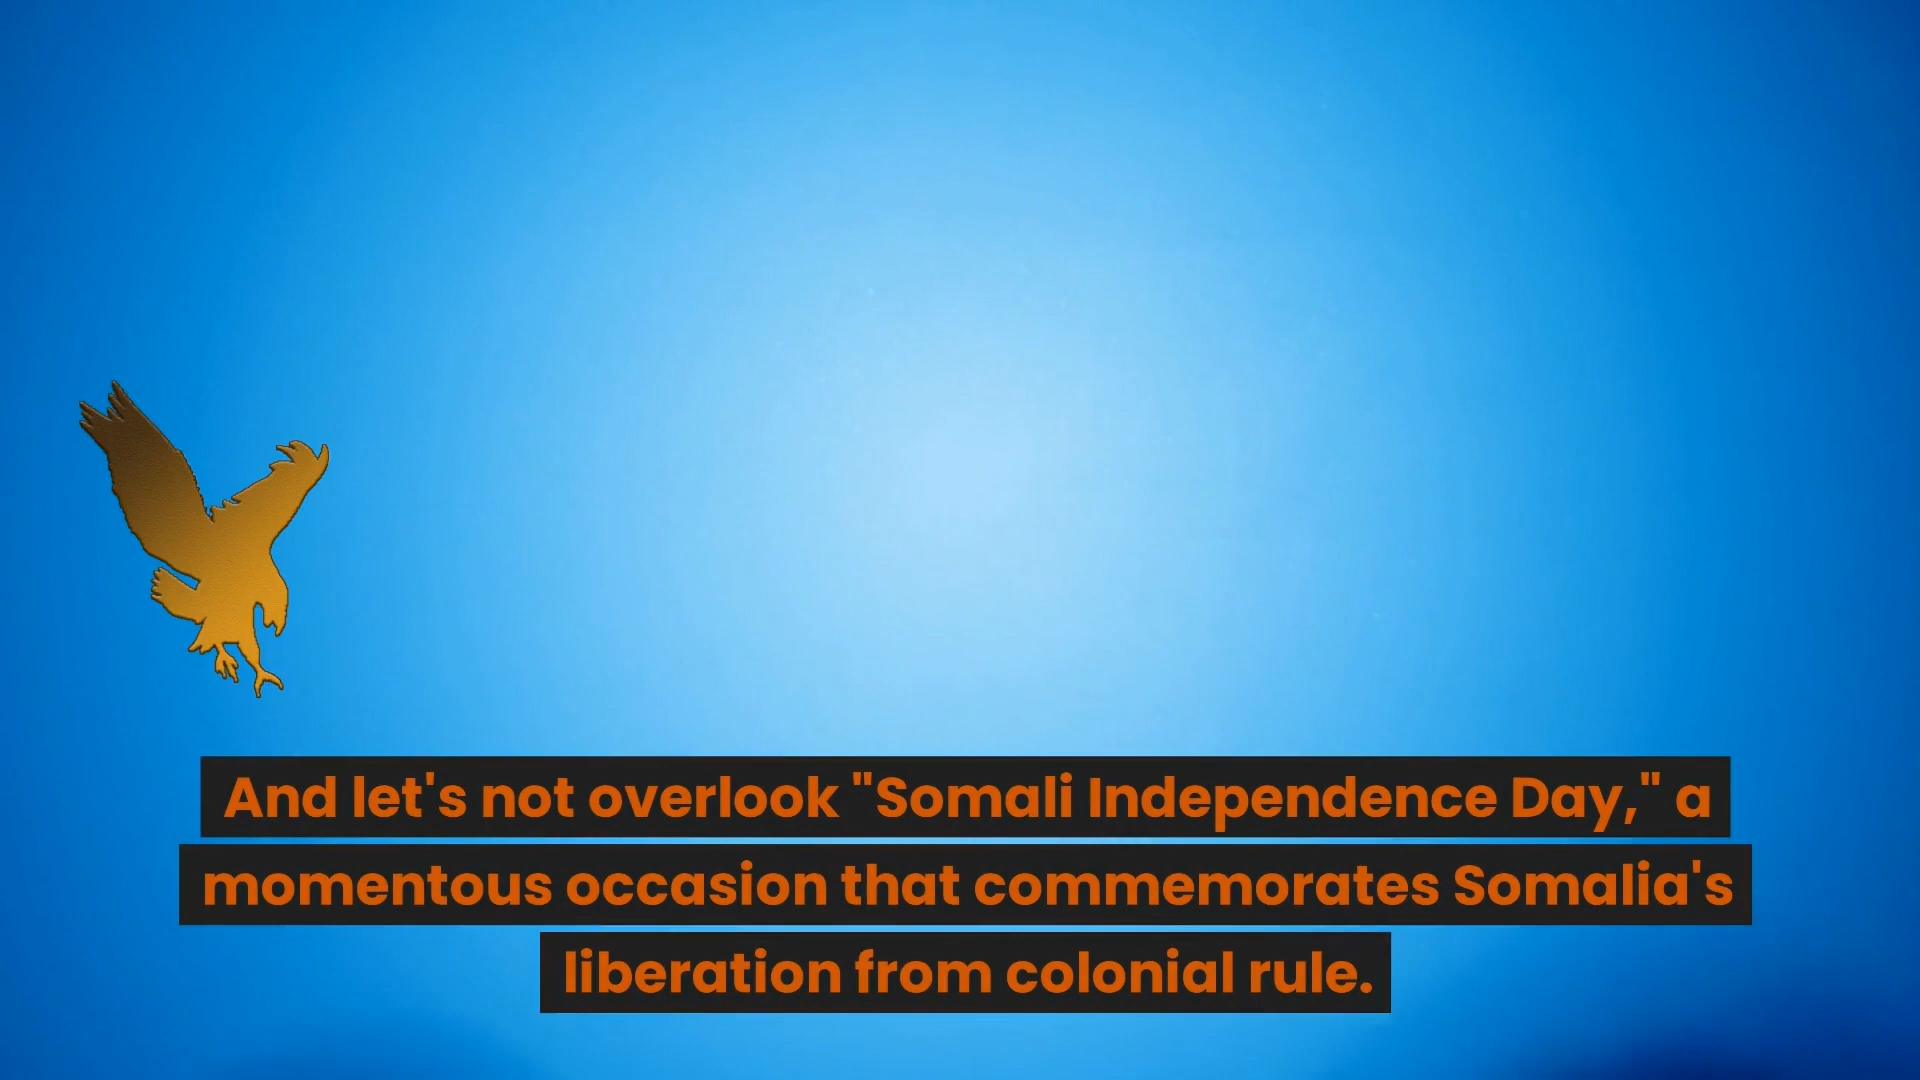 And let's not overlook "Somali Independence Day," a
momentous occasion that commemorates Somalia's
liberation from colonial rule.